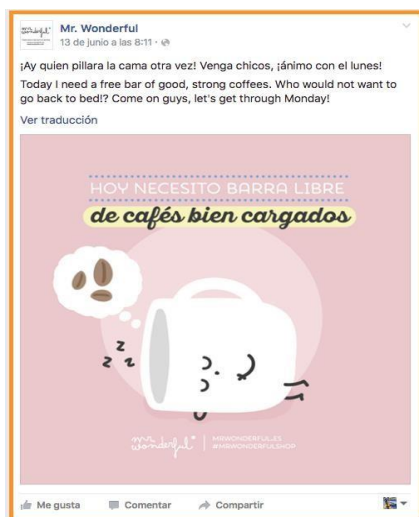 Mr. Wonderful
13 de junio a las 8:11 ·
¡Ay quien pillara la cama otra vez! Venga chicos, ¡ánimo con el lunes!
Today I need a free bar of good, strong coffees. Who would not want to
go back to bed!? Come on guys, let's get through Monday!
Ver traducción
HOY NECESITO BARRA LIBRE
de cafés bien cargados
z
z z
mr. wonderful*
MRWONDERFUL.ES
#MRWONDERFULSHOP
Me gusta Comentar Compartir